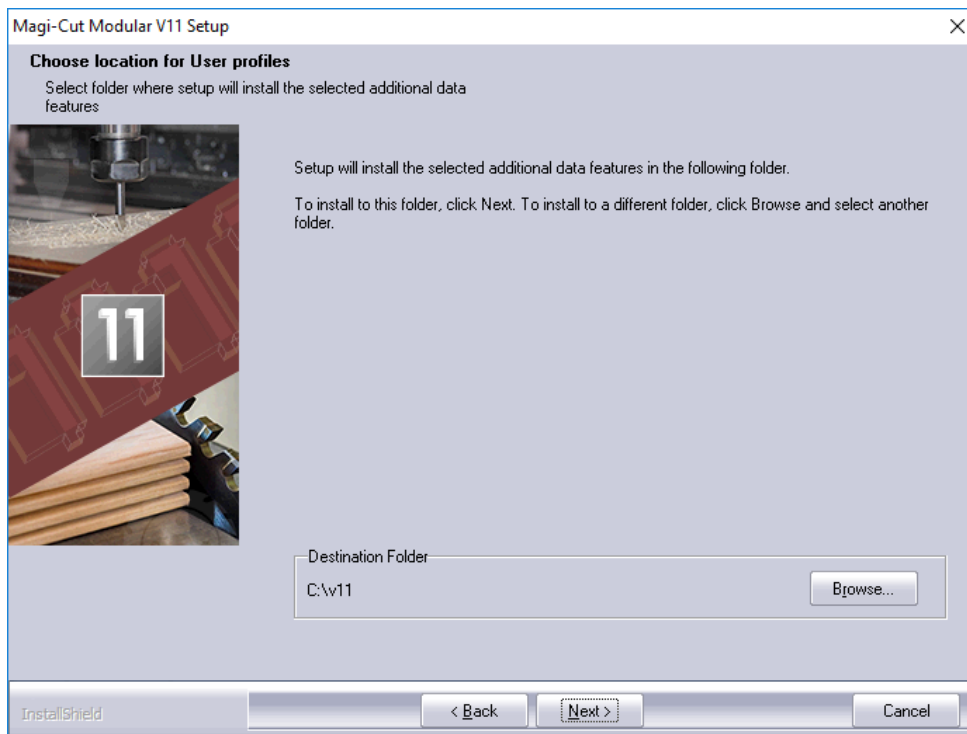 Magi-Cut Modular V11 Setup
Choose location for User profiles
Select folder where setup will install the selected additional data
features
Setup will install the selected additional data features in the following folder.
To install to this folder, click Next. To install to a different folder, click Browse and select another
folder.
11
Destination Folder
C:\v11
Browse...
InstallShield
< Back
Next >
Cancel